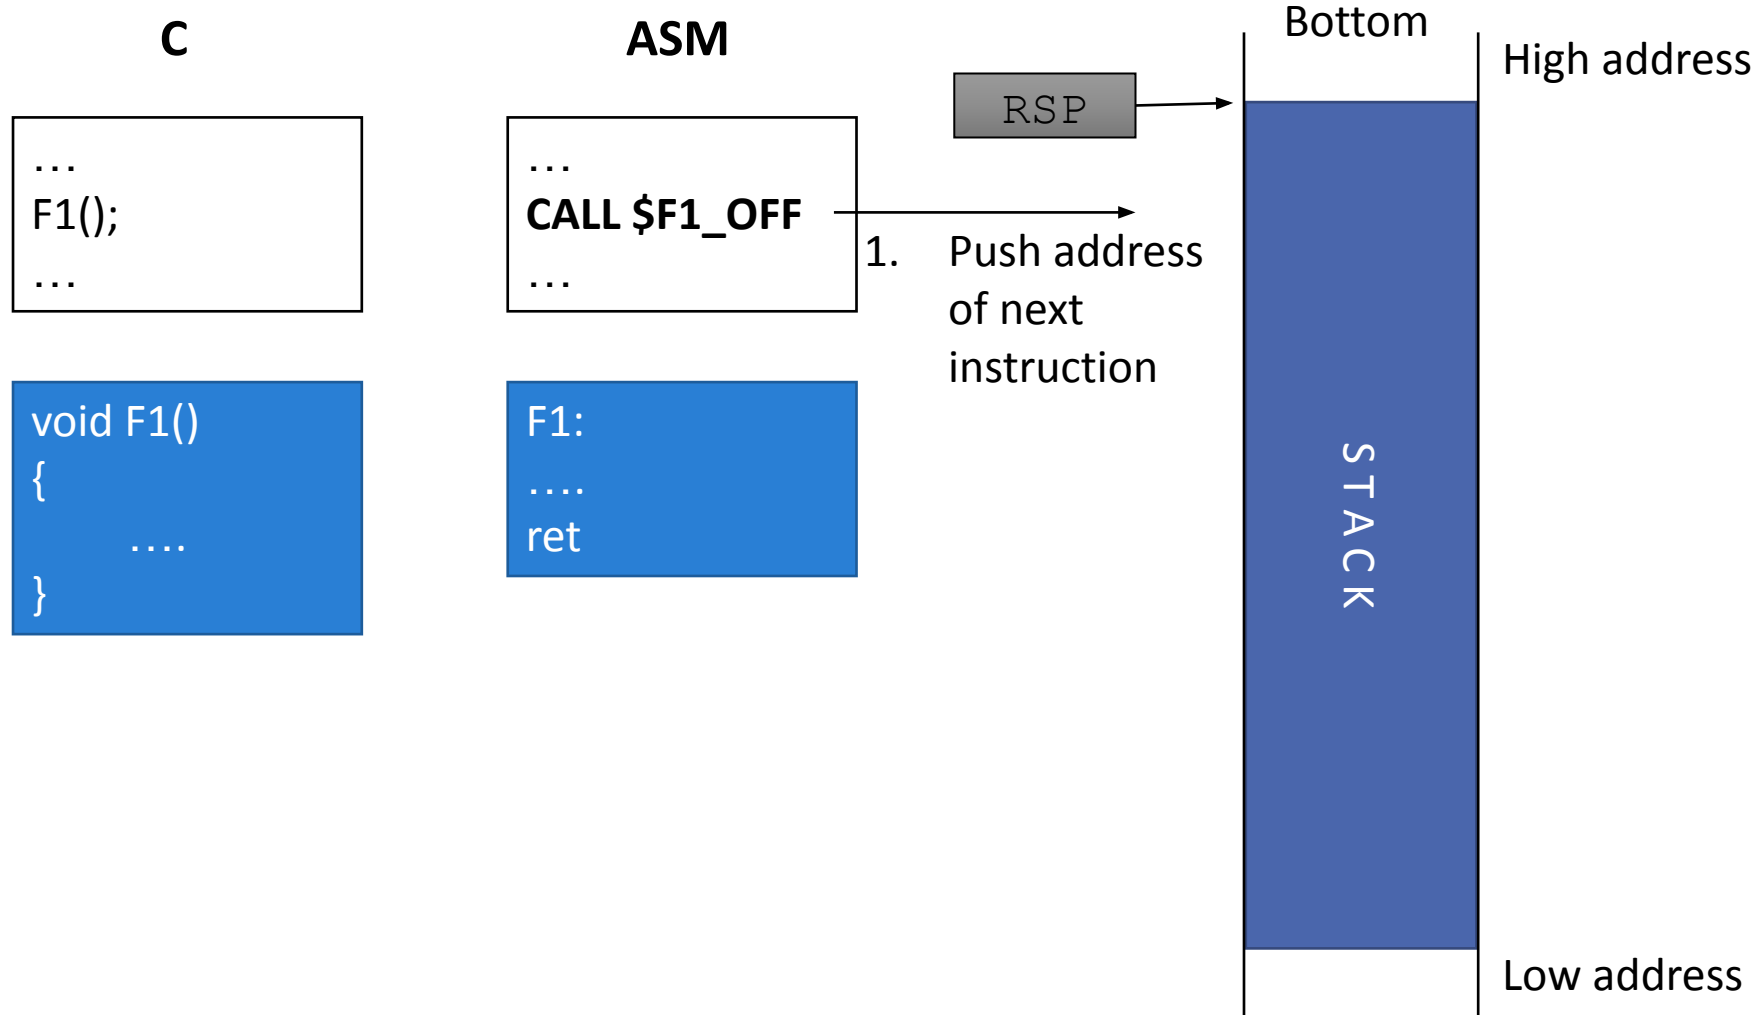 C
…
F1();
…
void F1()
{
….
}
ASM
…
CALL $F1_OFF
…
F1:
….
ret
RSP
1. Push address
of next
instruction
Bottom
High address
STACK
Low address